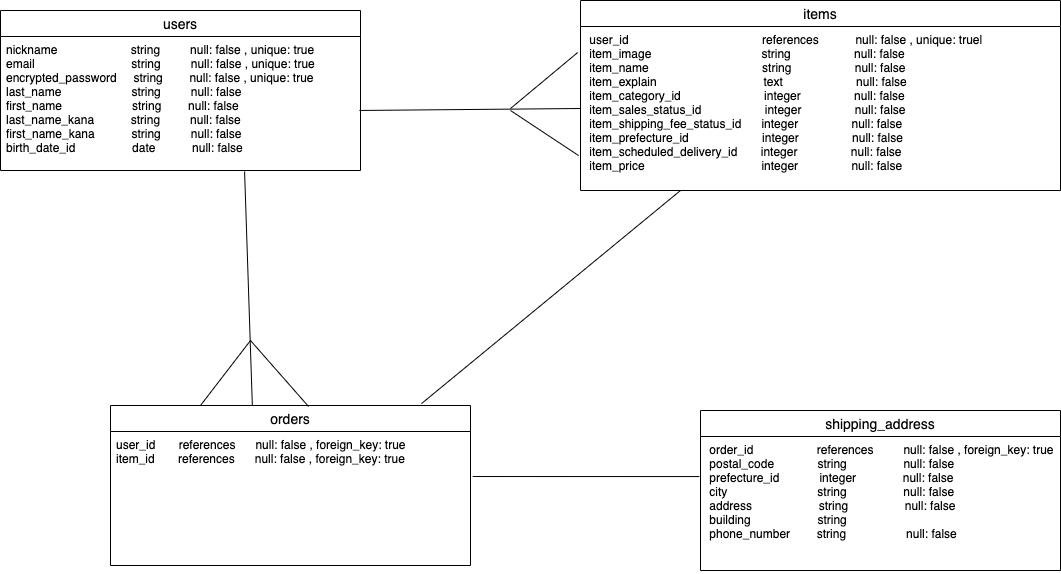 users
nickname string null: false , unique: true
email string null: false , unique: true
encrypted_password string null: false , unique: true
last_name string null: false
first_name string null: false
last_name_kana string null: false
first_name_kana string null: false
birth_date_id date null: false
items
user_id references null: false , unique: truel
item_image string null: false
item_name string null: false
item_explain text null: false
item_category_id integer null: false
item_sales_status_id integer null: false
item_shipping_fee_status_id integer null: false
item_prefecture_id integer null: false
item_scheduled_delivery_id integer null: false
item_price integer null: false
orders
user_id references null: false , foreign_key: true
item_id references null: false , foreign_key: true
shipping_address
order_id references null: false , foreign_key: true
postal_code string null: false
prefecture_id integer null: false
city string null: false
address string null: false
building string
phone_number string null: false